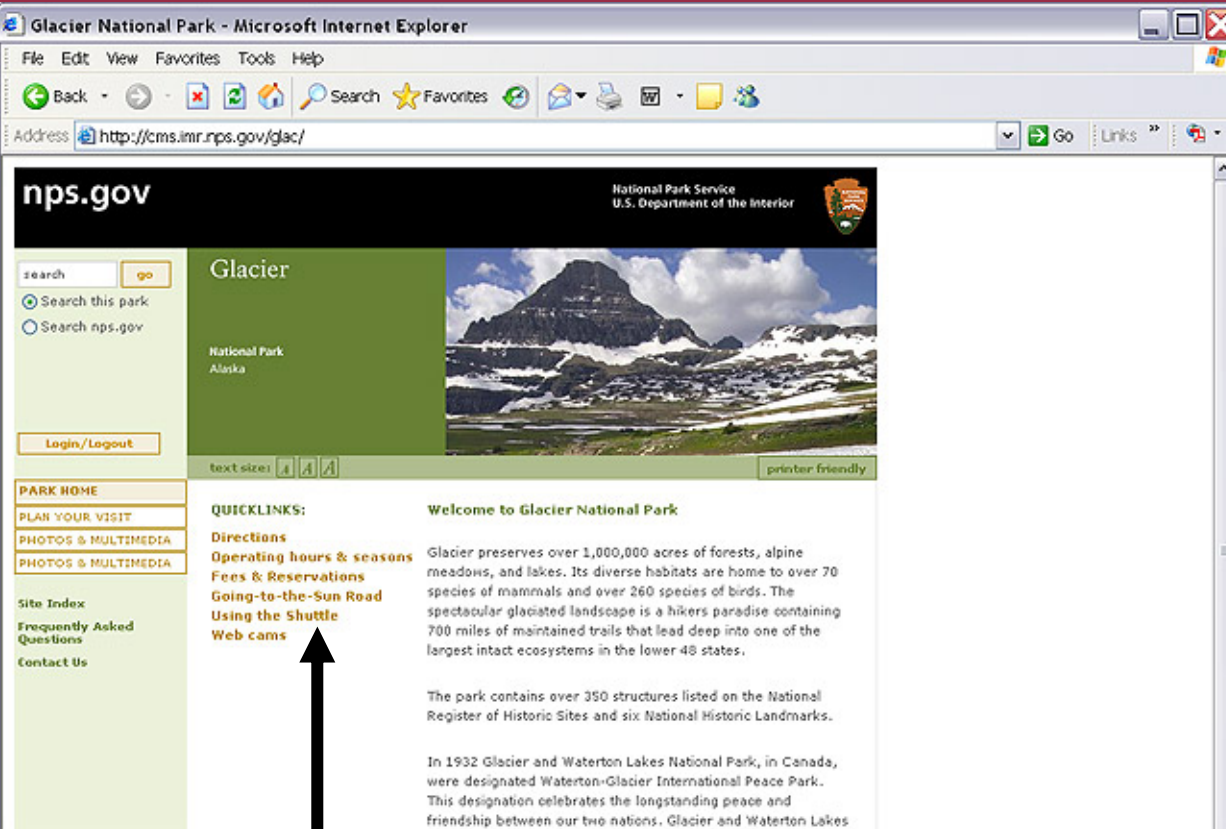 Glacier National Park - Microsoft Internet Explorer
File Edit View Favorites Tools Help
Back Search Favorites
Address http://cms.imr.nps.gov/glac/ Go Links »
nps.gov
National Park Service
U.S. Department of the Interior
search go
Search this park
Search nps.gov
Login/Logout
Glacier
National Park
Alaska
text size: A A A
printer friendly
PARK HOME
PLAN YOUR VISIT
PHOTOS & MULTIMEDIA
PHOTOS & MULTIMEDIA
Site Index
Frequently Asked
Questions
Contact Us
QUICKLINKS:
Directions
Operating hours & seasons
Fees & Reservations
Going-to-the-Sun Road
Using the Shuttle
Web cams
Welcome to Glacier National Park
Glacier preserves over 1,000,000 acres of forests, alpine
meadows, and lakes. Its diverse habitats are home to over 70
species of mammals and over 260 species of birds. The
spectacular glaciated landscape is a hikers paradise containing
700 miles of maintained trails that lead deep into one of the
largest intact ecosystems in the lower 48 states.
The park contains over 350 structures listed on the National
Register of Historic Sites and six National Historic Landmarks.
In 1932 Glacier and Waterton Lakes National Park, in Canada,
were designated Waterton-Glacier International Peace Park.
This designation celebrates the longstanding peace and
friendship between our two nations. Glacier and Waterton Lakes